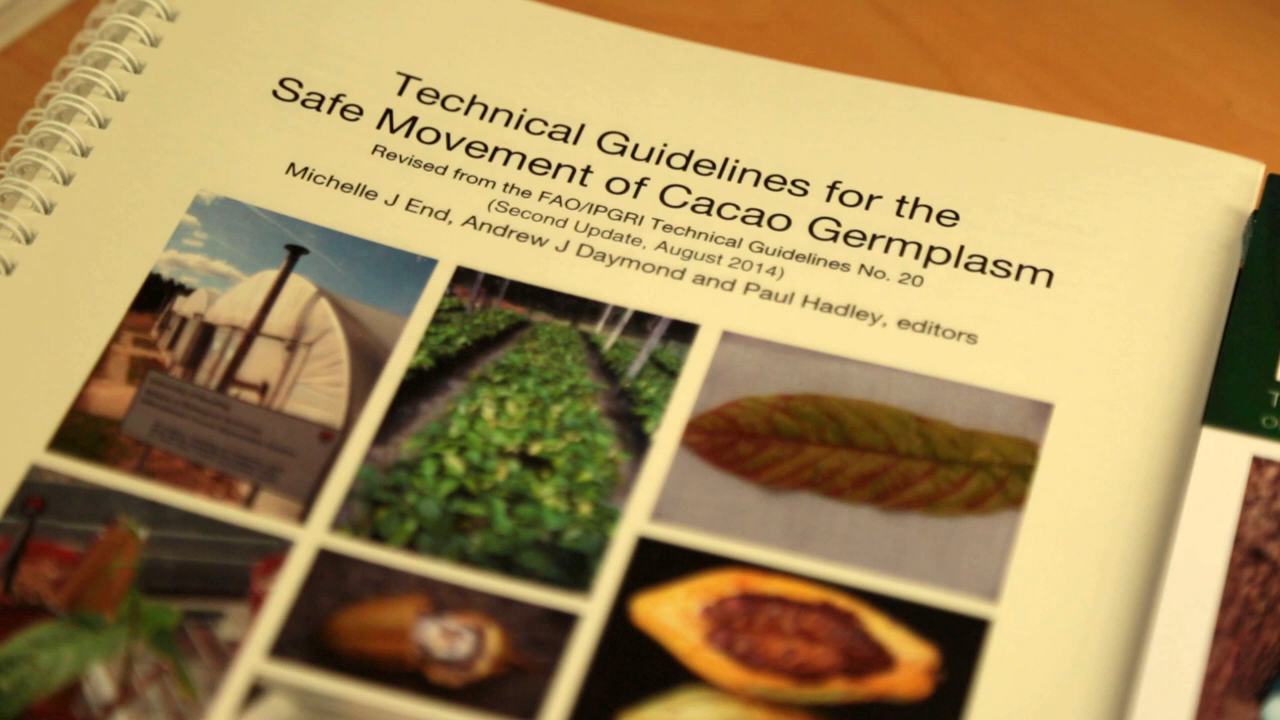 Technical Guidelines for the
Safe Movement of Cacao Germplasm
Revised from the FAO/IPGRI Technical Guidelines No. 20
(Second Update, August 2014)
Michelle J End, Andrew J Daymond and Paul Hadley, editors